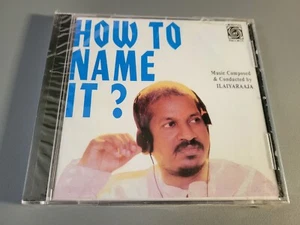 HOW TO
NAME
IT ?
Music Composed
& Conducted by
ILAIYARAAJA